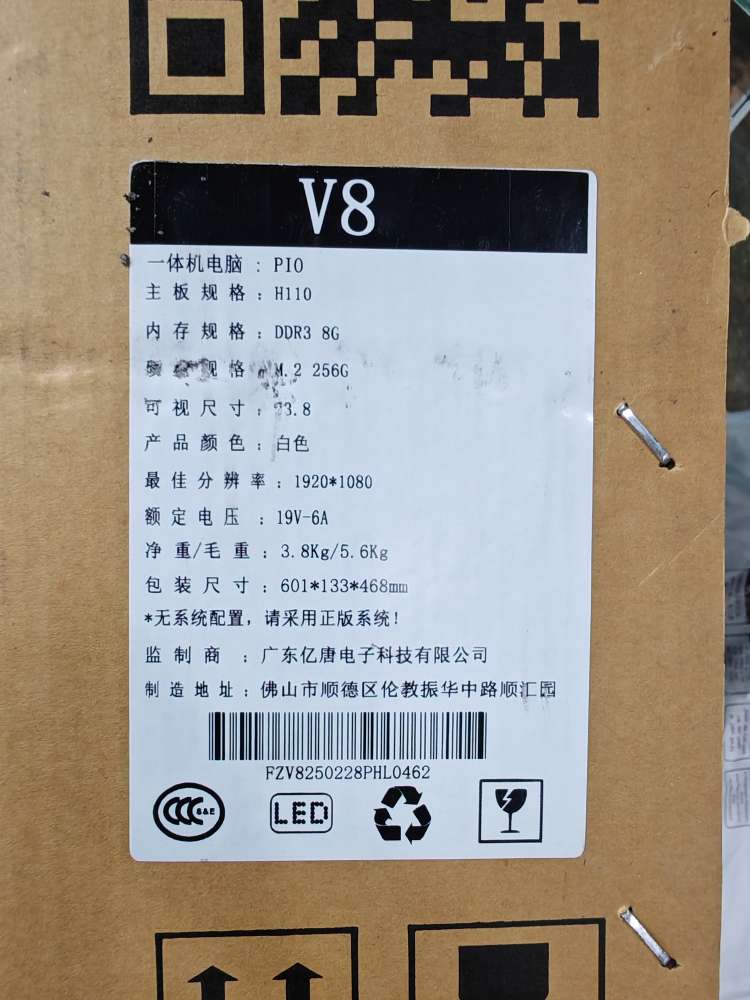 V8
一体机电脑 : PIO
主 板 规 格 : H110
内 存 规 格 : DDR3 8G
规 格 : M.2 256G
可 视 尺 寸 : 23.8
产 品 颜 色 : 白色
最 佳 分 辨 率 : 1920*1080
额 定 电 压 : 19V-6A
净 重/毛 重 : 3.8Kg/5.6Kg
包 装 尺 寸 : 601*133*468mm
*无系统配置，请采用正版系统！
监 制 商 : 广东亿唐电子科技有限公司
制 造 地 址 : 佛山市顺德区伦教振华中路顺汇园
FZV8250228PHL0462
CCC S&E
LED